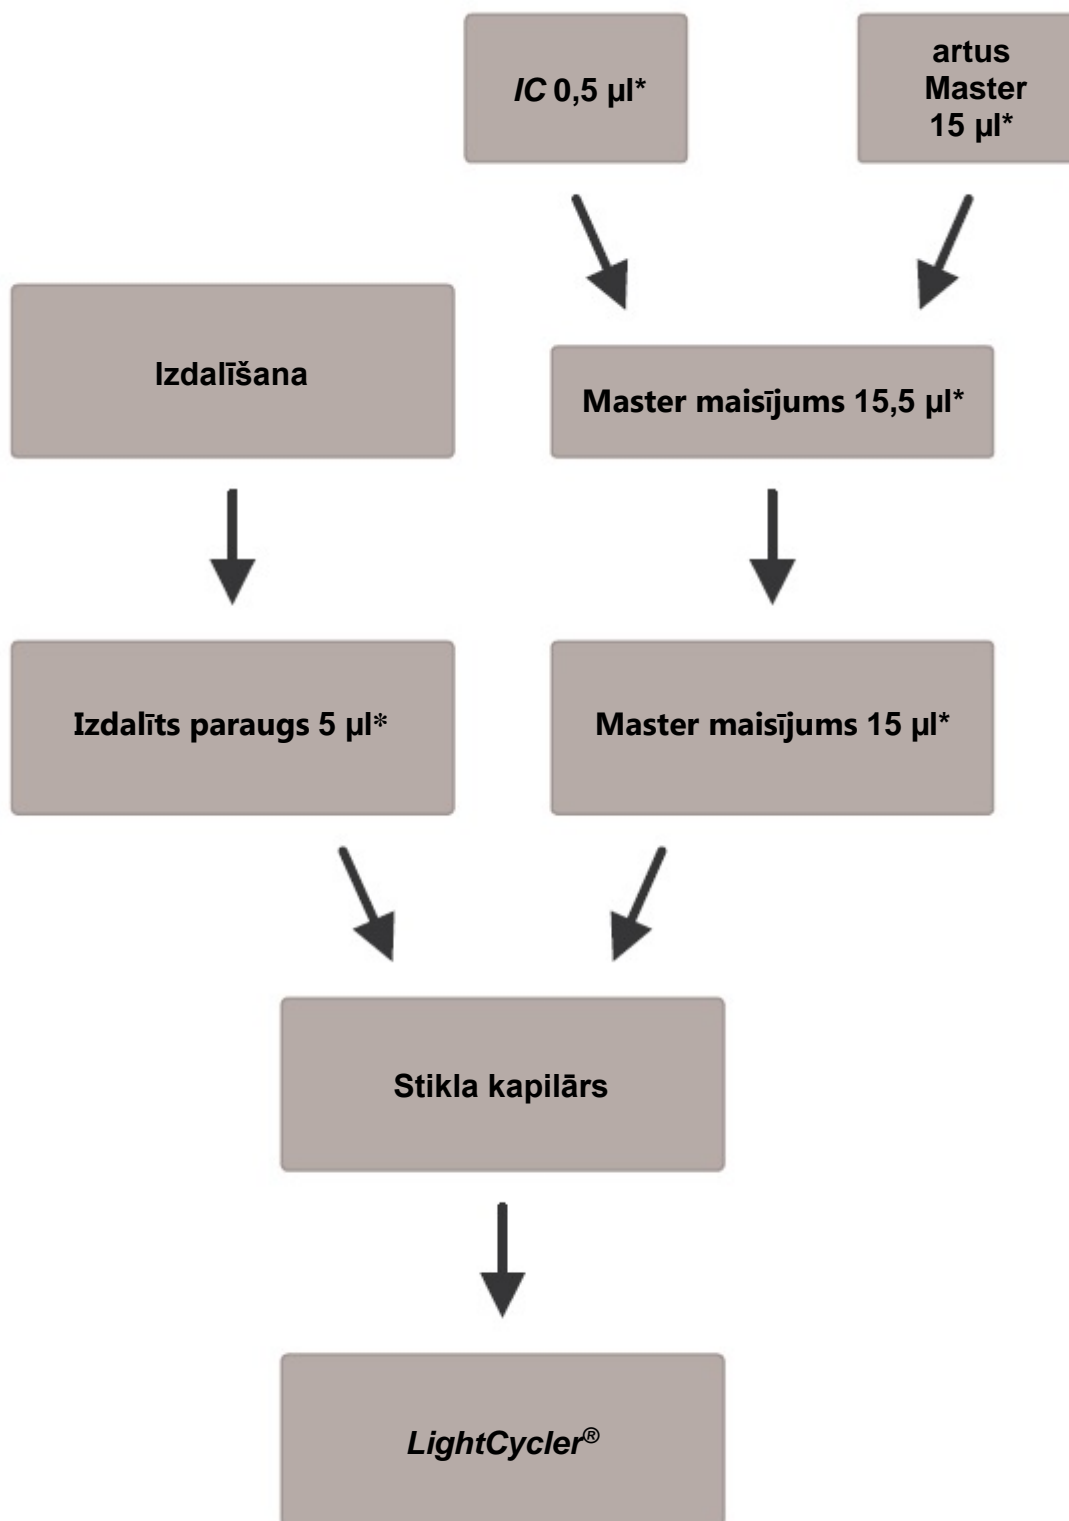 IC 0,5 µl*
artus
Master
15 µl*
Izdalīšana
Master maisījums 15,5 µl*
Izdalīts paraugs 5 µl*
Master maisījums 15 µl*
Stikla kapilārs
LightCycler®